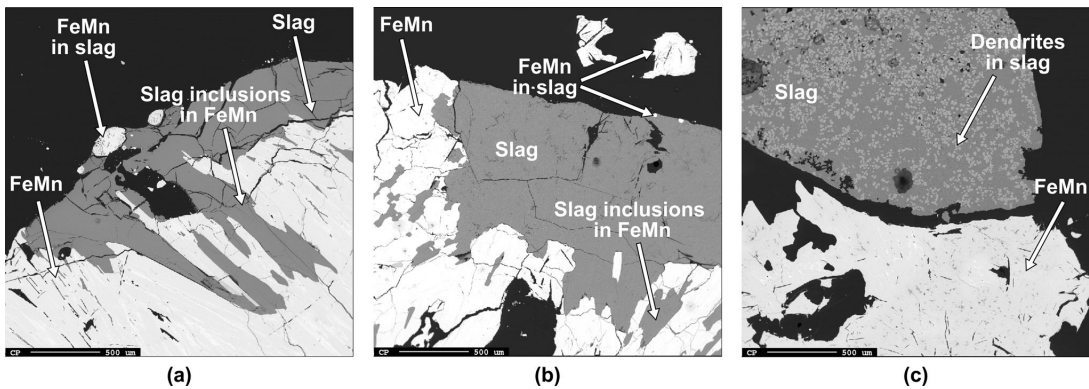 FeMn
in slag
Slag
Slag inclusions
in FeMn
FeMn
CP 500 um
(a)
FeMn
FeMn
in slag
Slag
Slag inclusions
in FeMn
CP 500 um
(b)
Dendrites
in slag
Slag
FeMn
CP 500 um
(c)